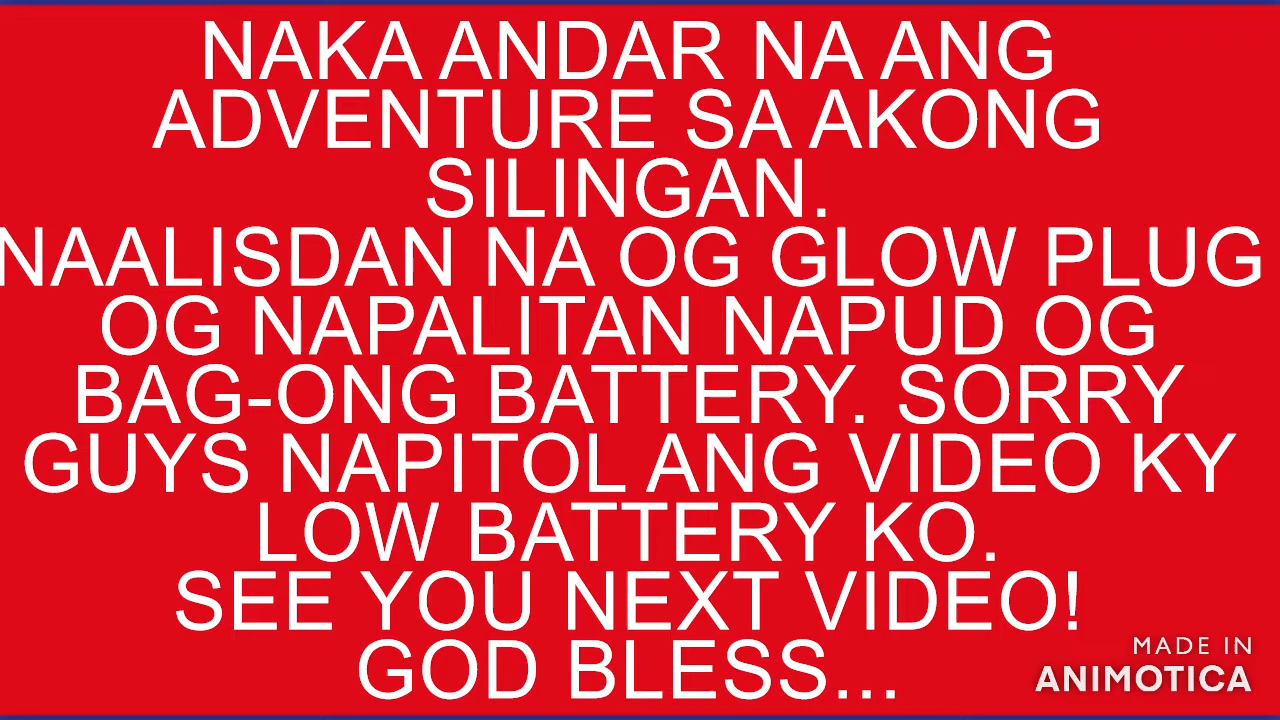 NAKA ANDAR NA ANG
ADVENTURE SA AKONG
SILINGAN.
NAALISDAN NA OG GLOW PLUG
OG NAPALITAN NAPUD OG
BAG-ONG BATTERY. SORRY
GUYS NAPITOL ANG VIDEO KY
LOW BATTERY KO.
SEE YOU NEXT VIDEO!
GOD BLESS...
MADE IN
ANIMOTICA